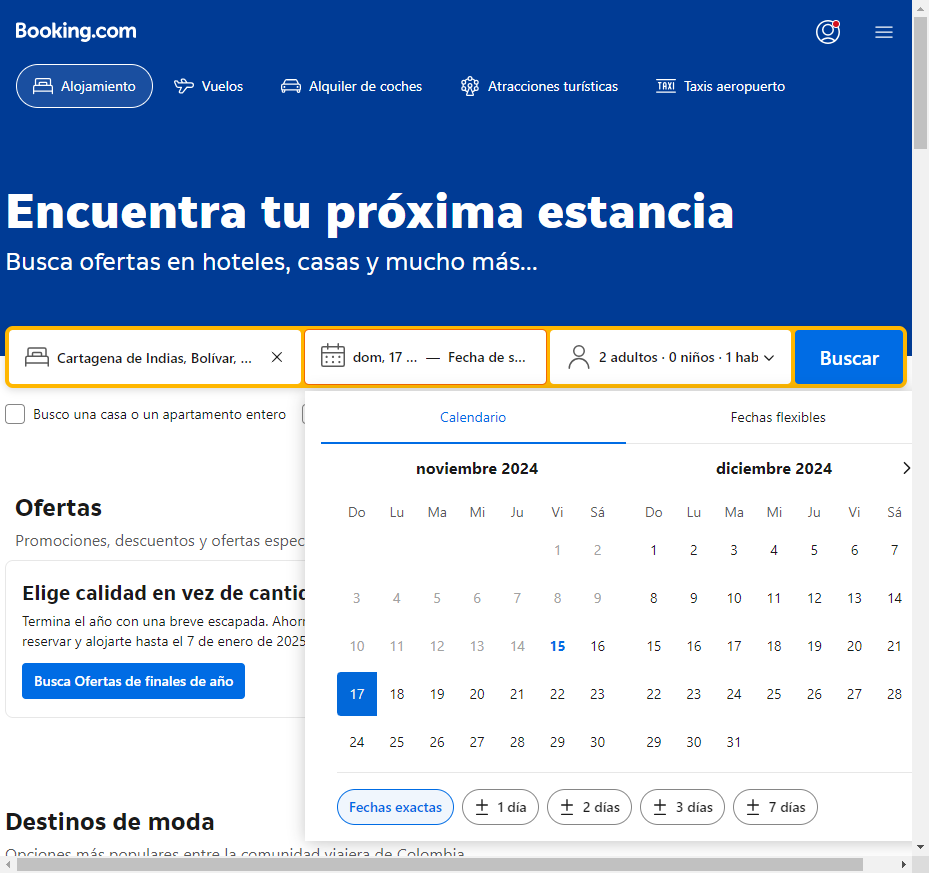 Booking.com
Alojamiento
Vuelos
Alquiler de coches
Atracciones turísticas
TAXI Taxis aeropuerto
Encuentra tu próxima estancia
Busca ofertas en hoteles, casas y mucho más...
Cartagena de Indias, Bolívar, ...
dom, 17 ... — Fecha de s...
2 adultos · 0 niños · 1 hab
Buscar
Busco una casa o un apartamento entero
Calendario
Fechas flexibles
noviembre 2024
Do Lu Ma Mi Ju Vi Sá
1 2
3 4 5 6 7 8 9
10 11 12 13 14 15 16
17 18 19 20 21 22 23
24 25 26 27 28 29 30
diciembre 2024
Do Lu Ma Mi Ju Vi Sá
1 2 3 4 5 6 7
8 9 10 11 12 13 14
15 16 17 18 19 20 21
22 23 24 25 26 27 28
29 30 31
Fechas exactas
± 1 día
± 2 días
± 3 días
± 7 días
Ofertas
Promociones, descuentos y ofertas espec
Elige calidad en vez de cantid
Termina el año con una breve escapada. Ahorr
reservar y alojarte hasta el 7 de enero de 2025
Busca Ofertas de finales de año
Destinos de moda
Opciones más populares entre la comunidad viajera de Colombia